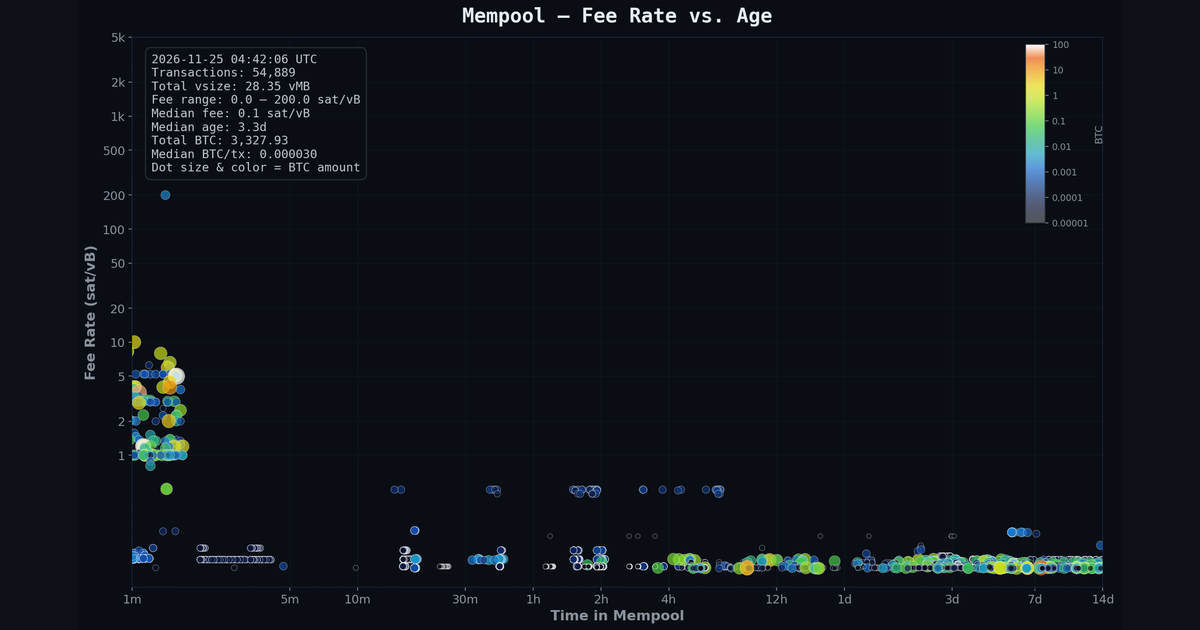 Mempool — Fee Rate vs. Age
2026-11-25 04:42:06 UTC
Transactions: 54,889
Total vsize: 28.35 vMB
Fee range: 0.0 – 200.0 sat/vB
Median fee: 0.1 sat/vB
Median age: 3.3d
Total BTC: 3,327.93
Median BTC/tx: 0.000030
Dot size & color = BTC amount
5k
2k
1k
500
200
100
50
20
10
5
2
1
Fee Rate (sat/vB)
100
10
1
0.1
0.01
0.001
0.0001
0.00001
BTC
1m 5m 10m 30m 1h 2h 4h 12h 1d 3d 7d 14d
Time in Mempool